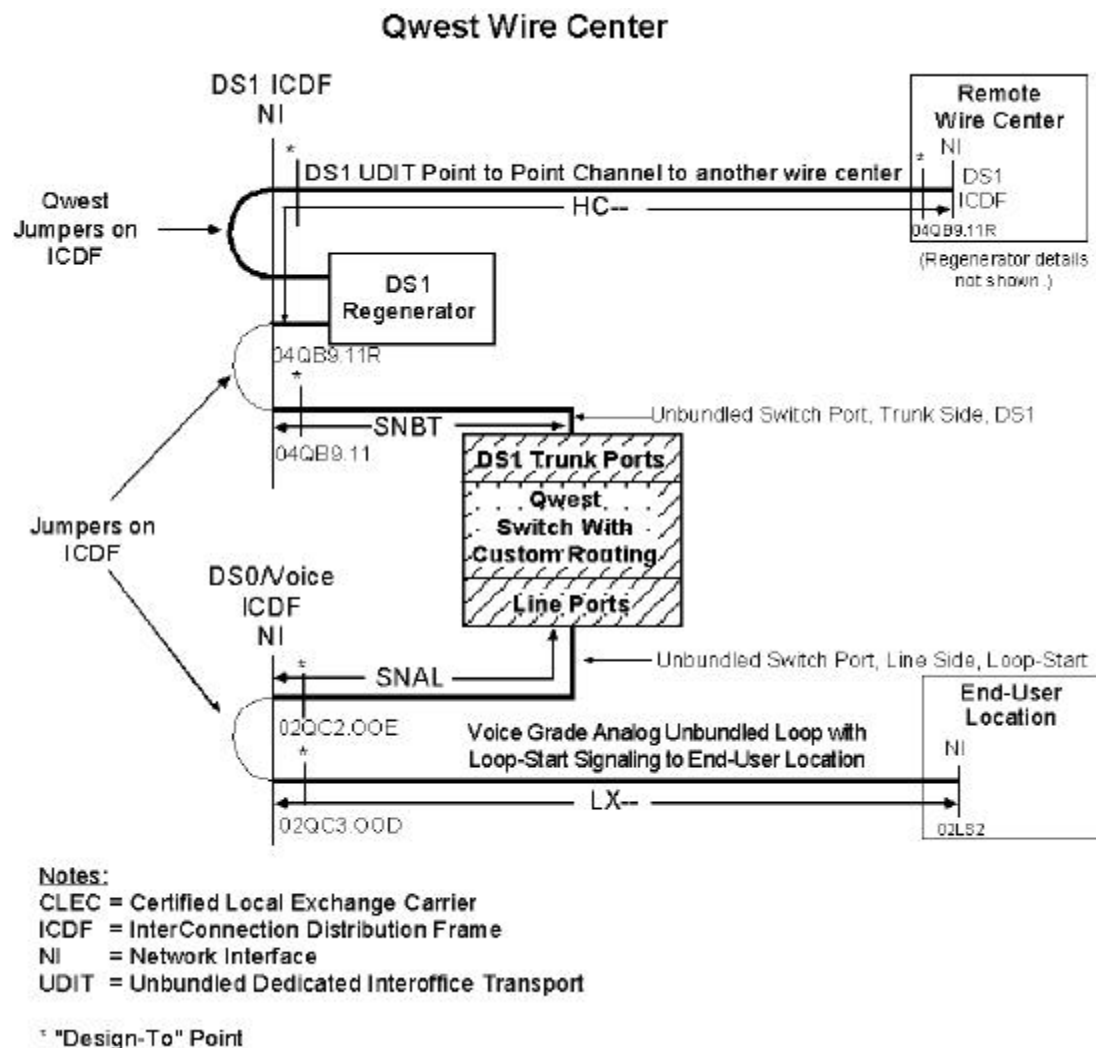 Qwest Wire Center
DS1 ICDF
NI
Remote
Wire Center
NI
*
*
DS1 UDIT Point to Point Channel to another wire center
DS1
ICDF
HC--
04QB9.11R
Qwest
Jumpers on
ICDF
(Regenerator details
not shown.)
DS1
Regenerator
04QB9.11R
*
SNBT
Unbundled Switch Port, Trunk Side, DS1
04QB9.11
DS1 Trunk Ports
Qwest
Switch With
Custom Routing
Line Ports
Jumpers on
ICDF
DS0/Voice
ICDF
NI
*
SNAL
Unbundled Switch Port, Line Side, Loop-Start
02QC2.OOE
*
Voice Grade Analog Unbundled Loop with
Loop-Start Signaling to End-User Location
End-User
Location
NI
LX--
02QC3.OOD
02LS2
Notes:
CLEC = Certified Local Exchange Carrier
ICDF = InterConnection Distribution Frame
NI = Network Interface
UDIT = Unbundled Dedicated Interoffice Transport
* "Design-To" Point